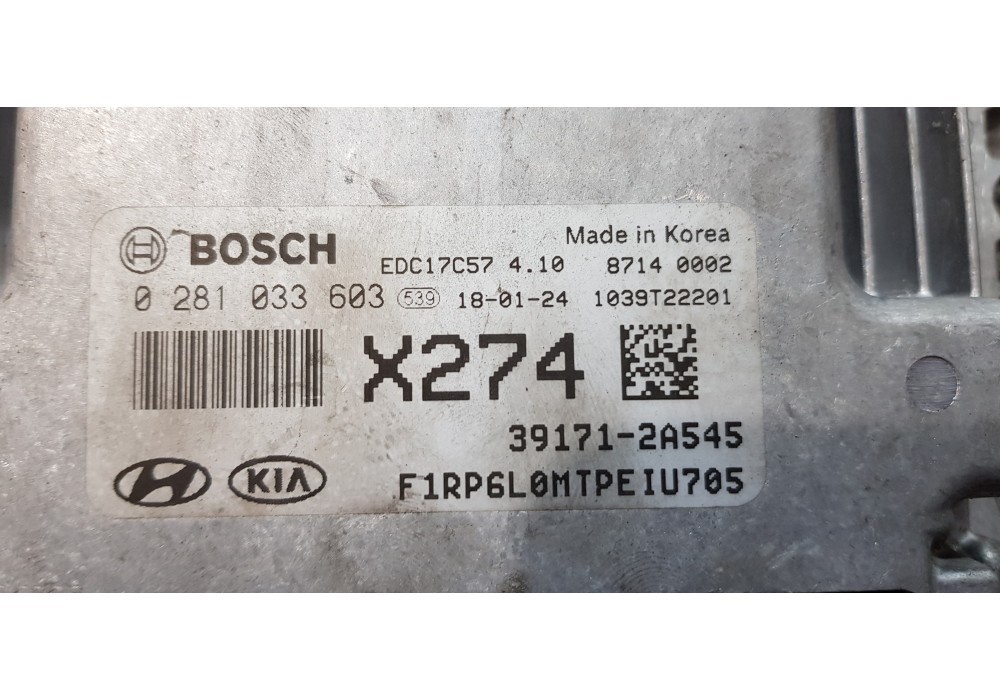 BOSCH Made in Korea
EDC17C57 4.10 8714 0002
0 281 033 603 539 18-01-24 1039T22201
X274
39171-2A545
KIA F1RP6L0MTPEIU705